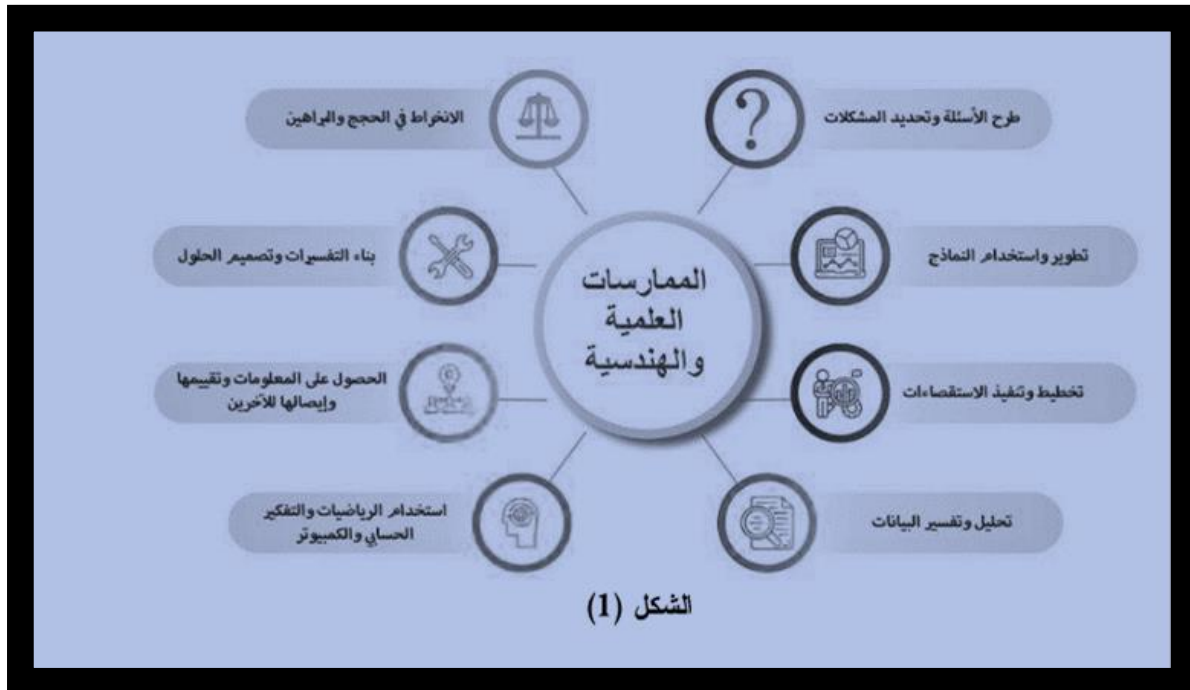 طرح الأسئلة وتحديد المشكلات
الانخراط في الحجج والبراهين
تطوير واستخدام النماذج
بناء التفسيرات وتصميم الحلول
الممارسات
العلمية
والهندسية
تخطيط وتنفيذ الاستقصاءات
الحصول على المعلومات وتقييمها
وإيصالها للآخرين
تحليل وتفسير البيانات
استخدام الرياضيات والتفكير
الحسابي والكمبيوتر
الشكل (1)